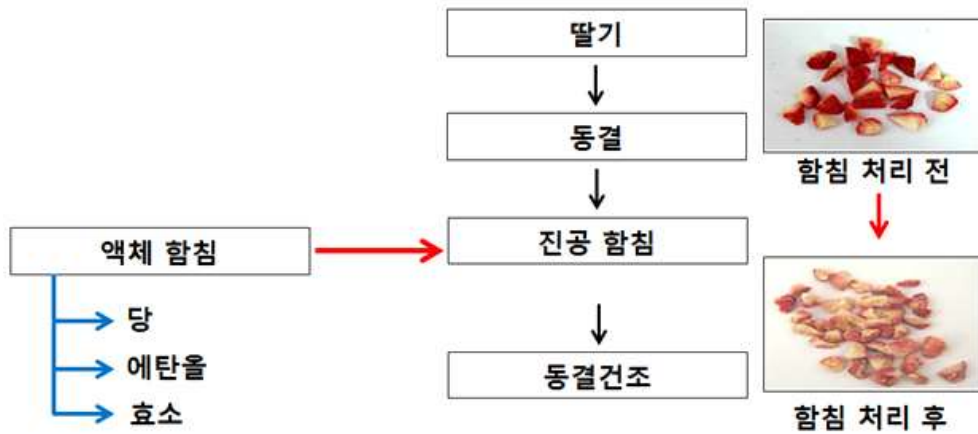 딸기
동결
함침 처리 전
액체 함침
진공 함침
당
에탄올
효소
동결건조
함침 처리 후